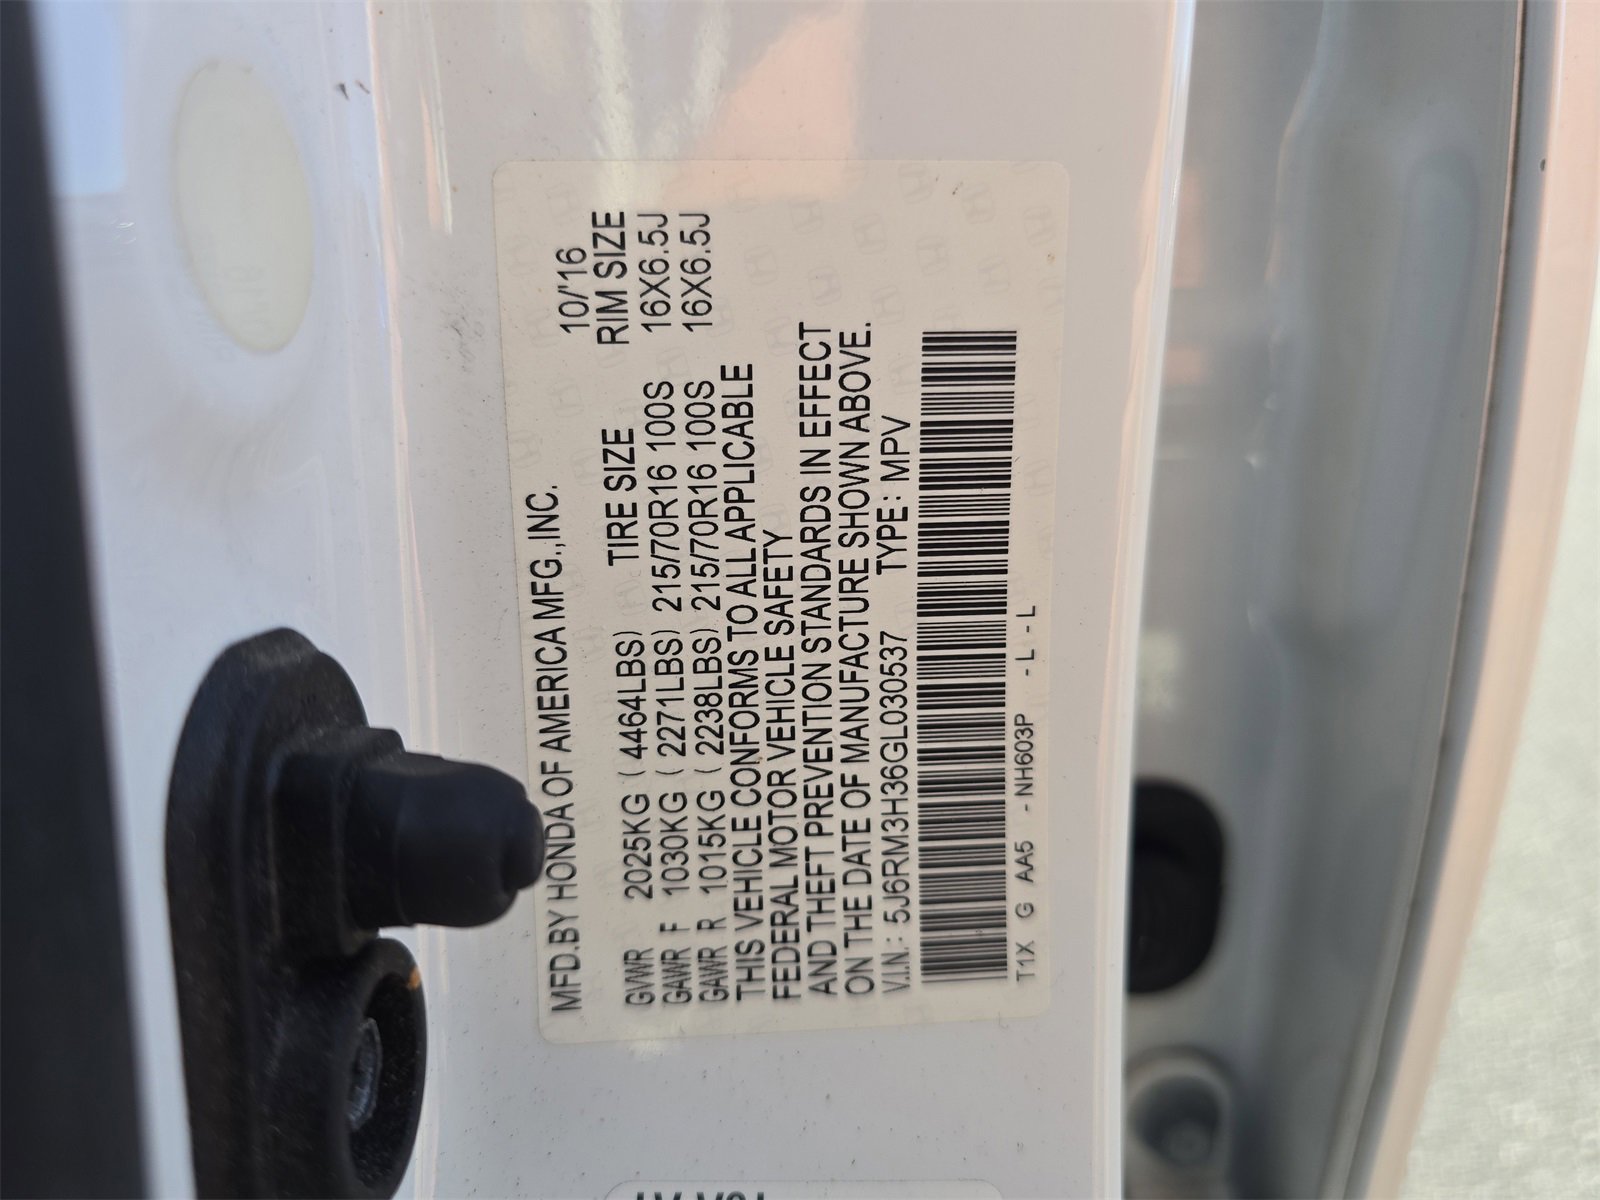 MFD.BY HONDA OF AMERICA MFG.,INC. 10/'16
TIRE SIZE RIM SIZE
GVWR 2025KG ( 4464LBS)
GAWR F 1030KG ( 2271LBS) 215/70R16 100S 16X6.5J
GAWR R 1015KG ( 2238LBS) 215/70R16 100S 16X6.5J
THIS VEHICLE CONFORMS TO ALL APPLICABLE
FEDERAL MOTOR VEHICLE SAFETY
AND THEFT PREVENTION STANDARDS IN EFFECT
ON THE DATE OF MANUFACTURE SHOWN ABOVE.
V.I.N.: 5J6RM3H36GL030537 TYPE: MPV
T1X G AA5 - NH603P - L - L